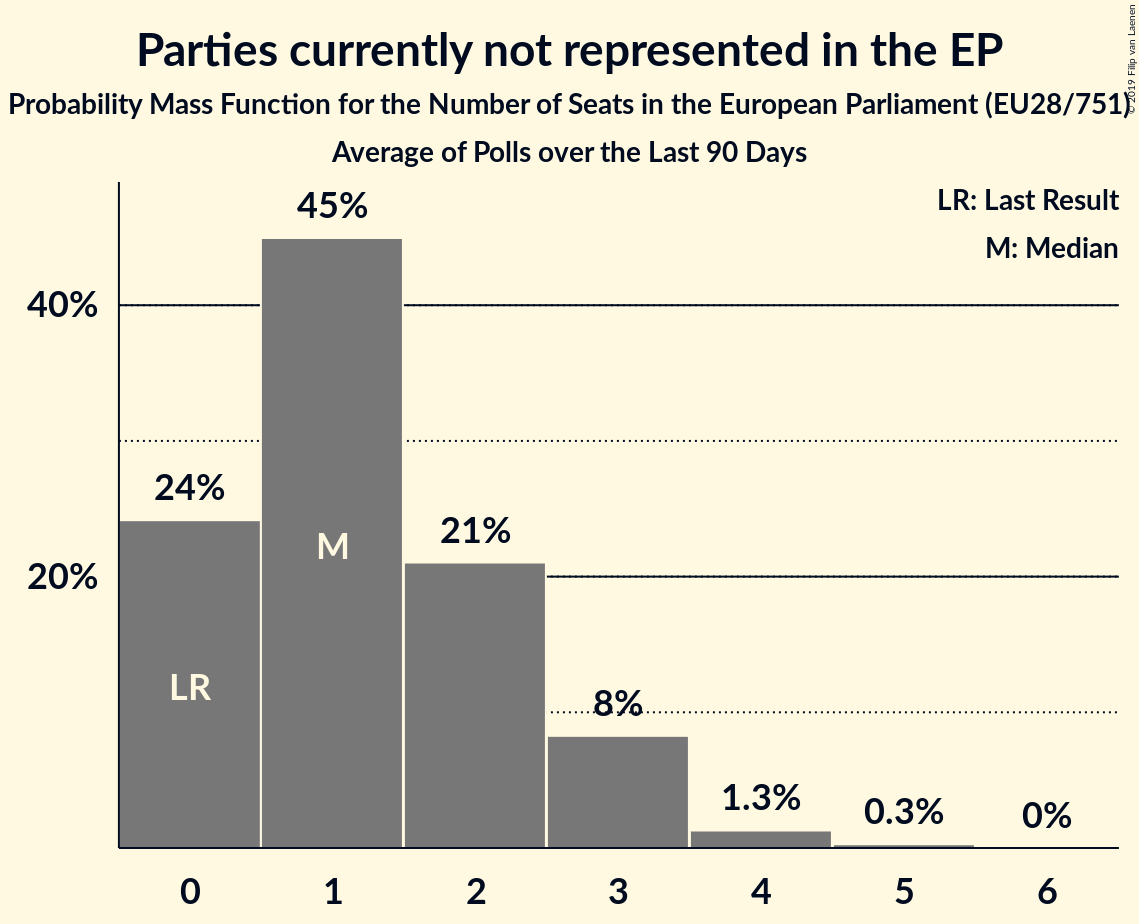 Parties currently not represented in the EP
Probability Mass Function for the Number of Seats in the European Parliament (EU28/751)
Average of Polls over the Last 90 Days
© 2019 Filip van Laenen
LR: Last Result
M: Median
45%
40%
24%
21%
20%
M
LR
8%
1.3%
0.3%
0%
0 1 2 3 4 5 6